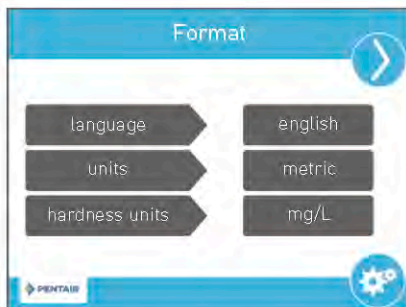 Format
language english
units metric
hardness units mg/L
PENTAIR